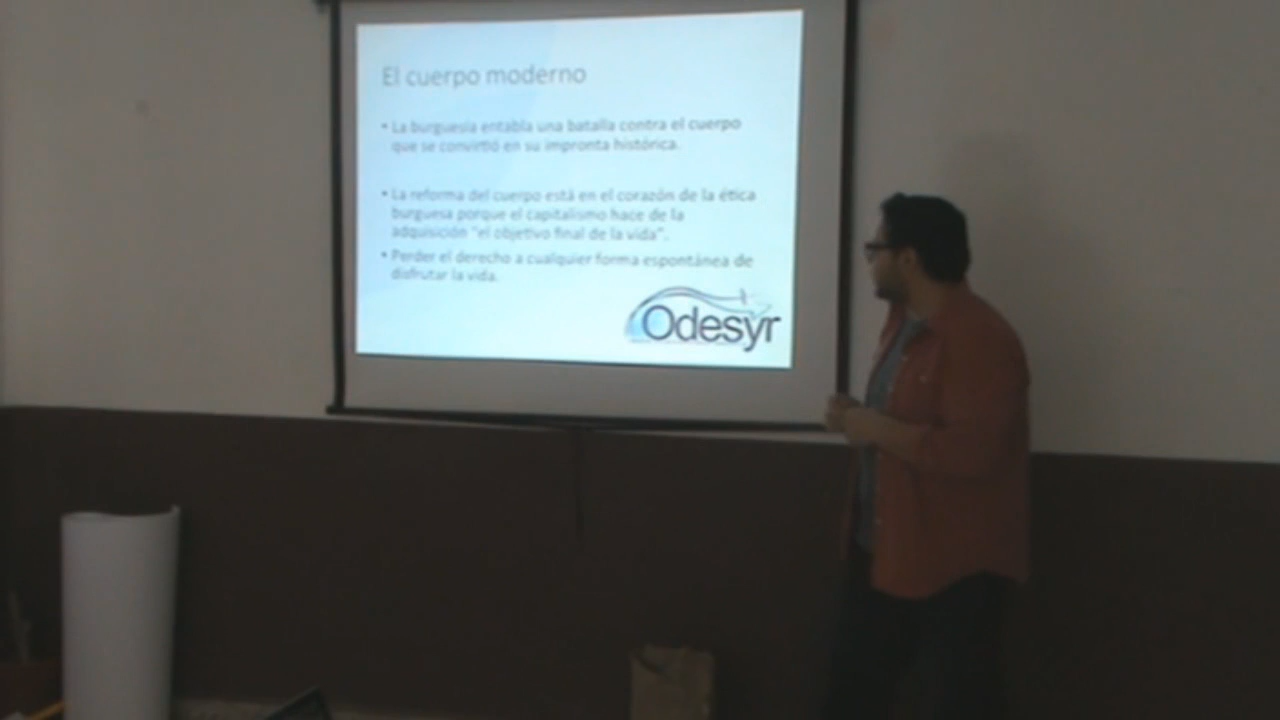 El cuerpo moderno
• La burguesía entabla una batalla contra el cuerpo
que se convirtió en su impronta histórica.
• La reforma del cuerpo está en el corazón de la ética
burguesa porque el capitalismo hace de la
adquisición "el objetivo final de la vida".
• Perder el derecho a cualquier forma espontánea de
disfrutar la vida.
Odesyr